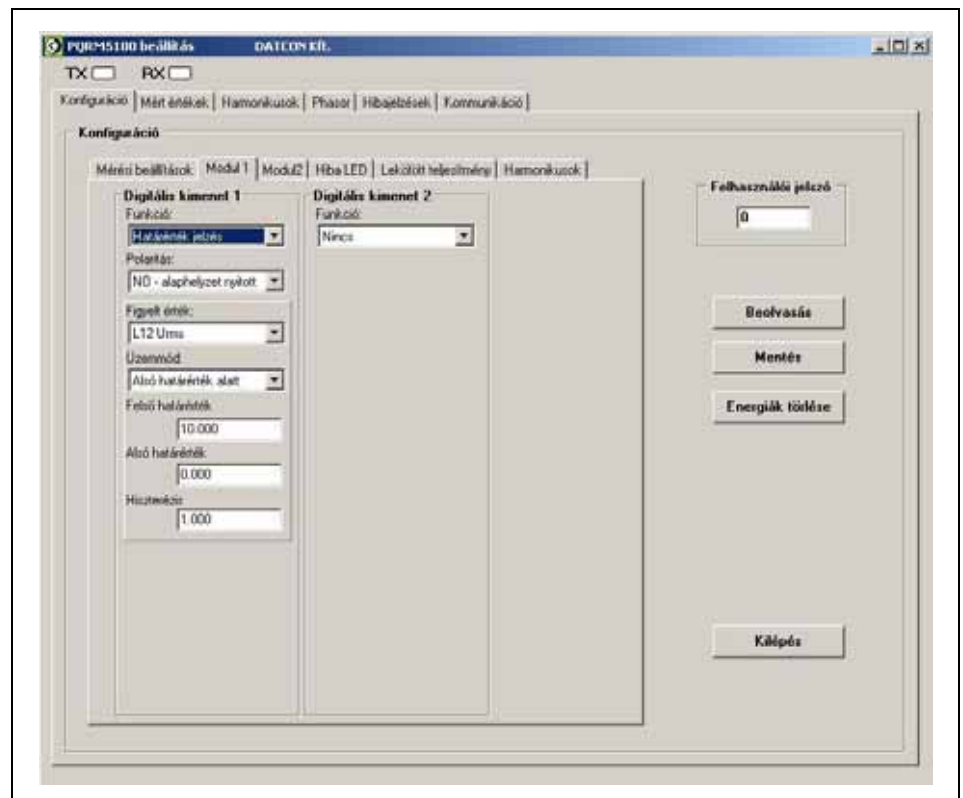 PQRM5100 beállítás DATCON Kft.
TX RX
Konfiguráció Mért értékek Harmonikusok Phasor Hibajelzések Kommunikáció
Konfiguráció
Mérési beállítások Modul 1 Modul2 Hiba LED Lekötött teljesítmény Harmonikusok
Digitális kimenet 1 Digitális kimenet 2
Felhasználói jelszó
Funkció: Funkció:
0
Határérték jelzés Nincs
Polaritás:
NO - alaphelyzet nyitott
Figyelt érték:
Beolvasás
L12 Urms
Üzemmód
Mentés
Alsó határérték alatt
Felső határérték
Energiák törlése
10.000
Alsó határérték
0.000
Hiszterézis
1.000
Kilépés